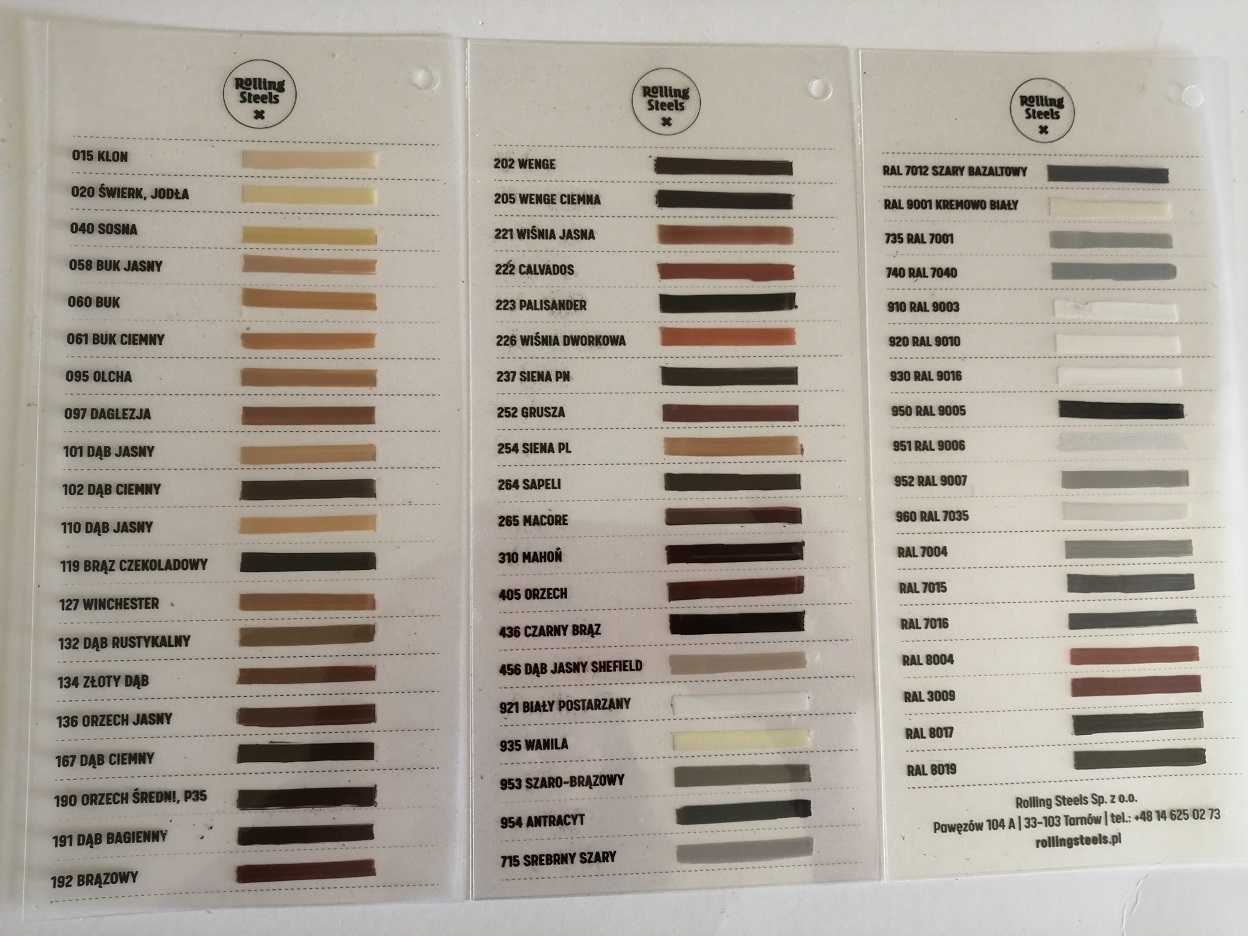 Rolling
Steels
015 KLON
020 ŚWIERK, JODŁA
040 SOSNA
058 BUK JASNY
060 BUK
061 BUK CIEMNY
095 OLCHA
097 DAGLEZJA
101 DĄB JASNY
102 DĄB CIEMNY
110 DĄB JASNY
119 BRĄZ CZEKOLADOWY
127 WINCHESTER
132 DĄB RUSTYKALNY
134 ZŁOTY DĄB
136 ORZECH JASNY
167 DĄB CIEMNY
190 ORZECH ŚREDNI, P35
191 DĄB BAGIENNY
192 BRĄZOWY
Rolling
Steels
202 WENGE
205 WENGE CIEMNA
221 WIŚNIA JASNA
222 CALVADOS
223 PALISANDER
226 WIŚNIA DWORKOWA
237 SIENA PN
252 GRUSZA
254 SIENA PL
264 SAPELI
265 MACORE
310 MAHOŃ
405 ORZECH
436 CZARNY BRĄZ
456 DĄB JASNY SHEFIELD
921 BIAŁY POSTARZANY
935 WANILA
953 SZARO-BRĄZOWY
954 ANTRACYT
715 SREBRNY SZARY
Rolling
Steels
RAL 7012 SZARY BAZALTOWY
RAL 9001 KREMOWO BIAŁY
735 RAL 7001
740 RAL 7040
910 RAL 9003
920 RAL 9010
930 RAL 9016
950 RAL 9005
951 RAL 9006
952 RAL 9007
960 RAL 7035
RAL 7004
RAL 7015
RAL 7016
RAL 8004
RAL 3009
RAL 8017
RAL 8019
Rolling Steels Sp. z o.o.
Pawęzów 104 A | 33-103 Tarnów | tel.: +48 14 625 02 73
rollingsteels.pl